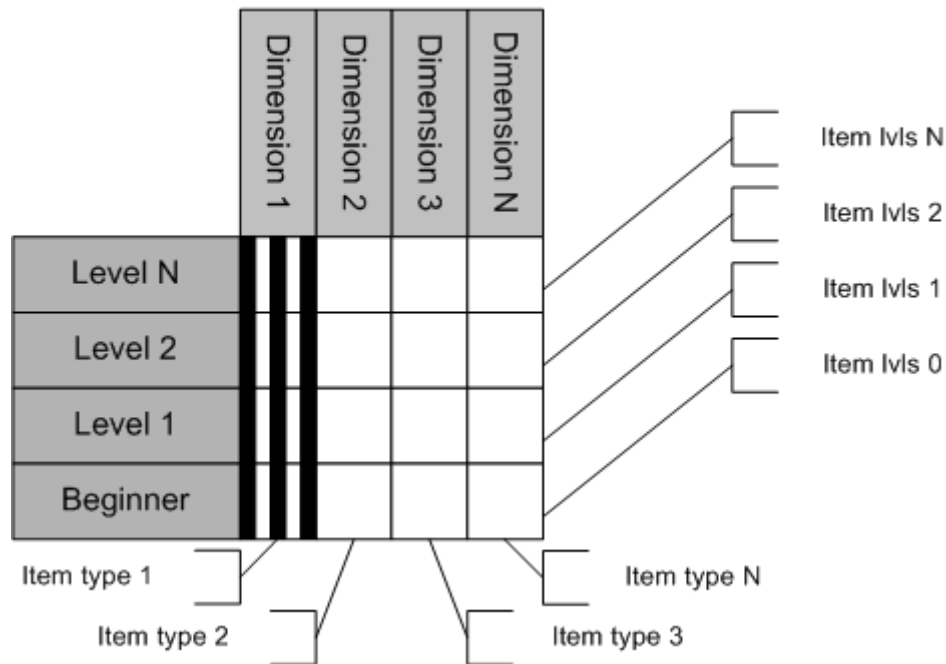 Dimension 1
Dimension 2
Dimension 3
Dimension N
Item lvls N
Item lvls 2
Item lvls 1
Item lvls 0
Level N
Level 2
Level 1
Beginner
Item type 1
Item type N
Item type 2
Item type 3